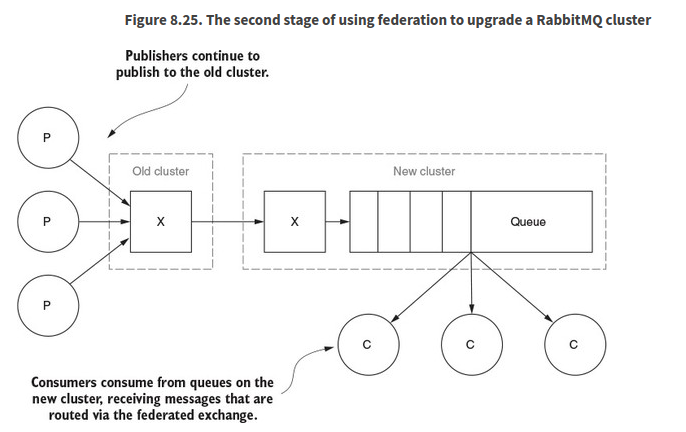 Figure 8.25. The second stage of using federation to upgrade a RabbitMQ cluster
Publishers continue to
publish to the old cluster.
P
Old cluster
New cluster
P
X
X
Queue
P
C
C
C
Consumers consume from queues on the
new cluster, receiving messages that are
routed via the federated exchange.